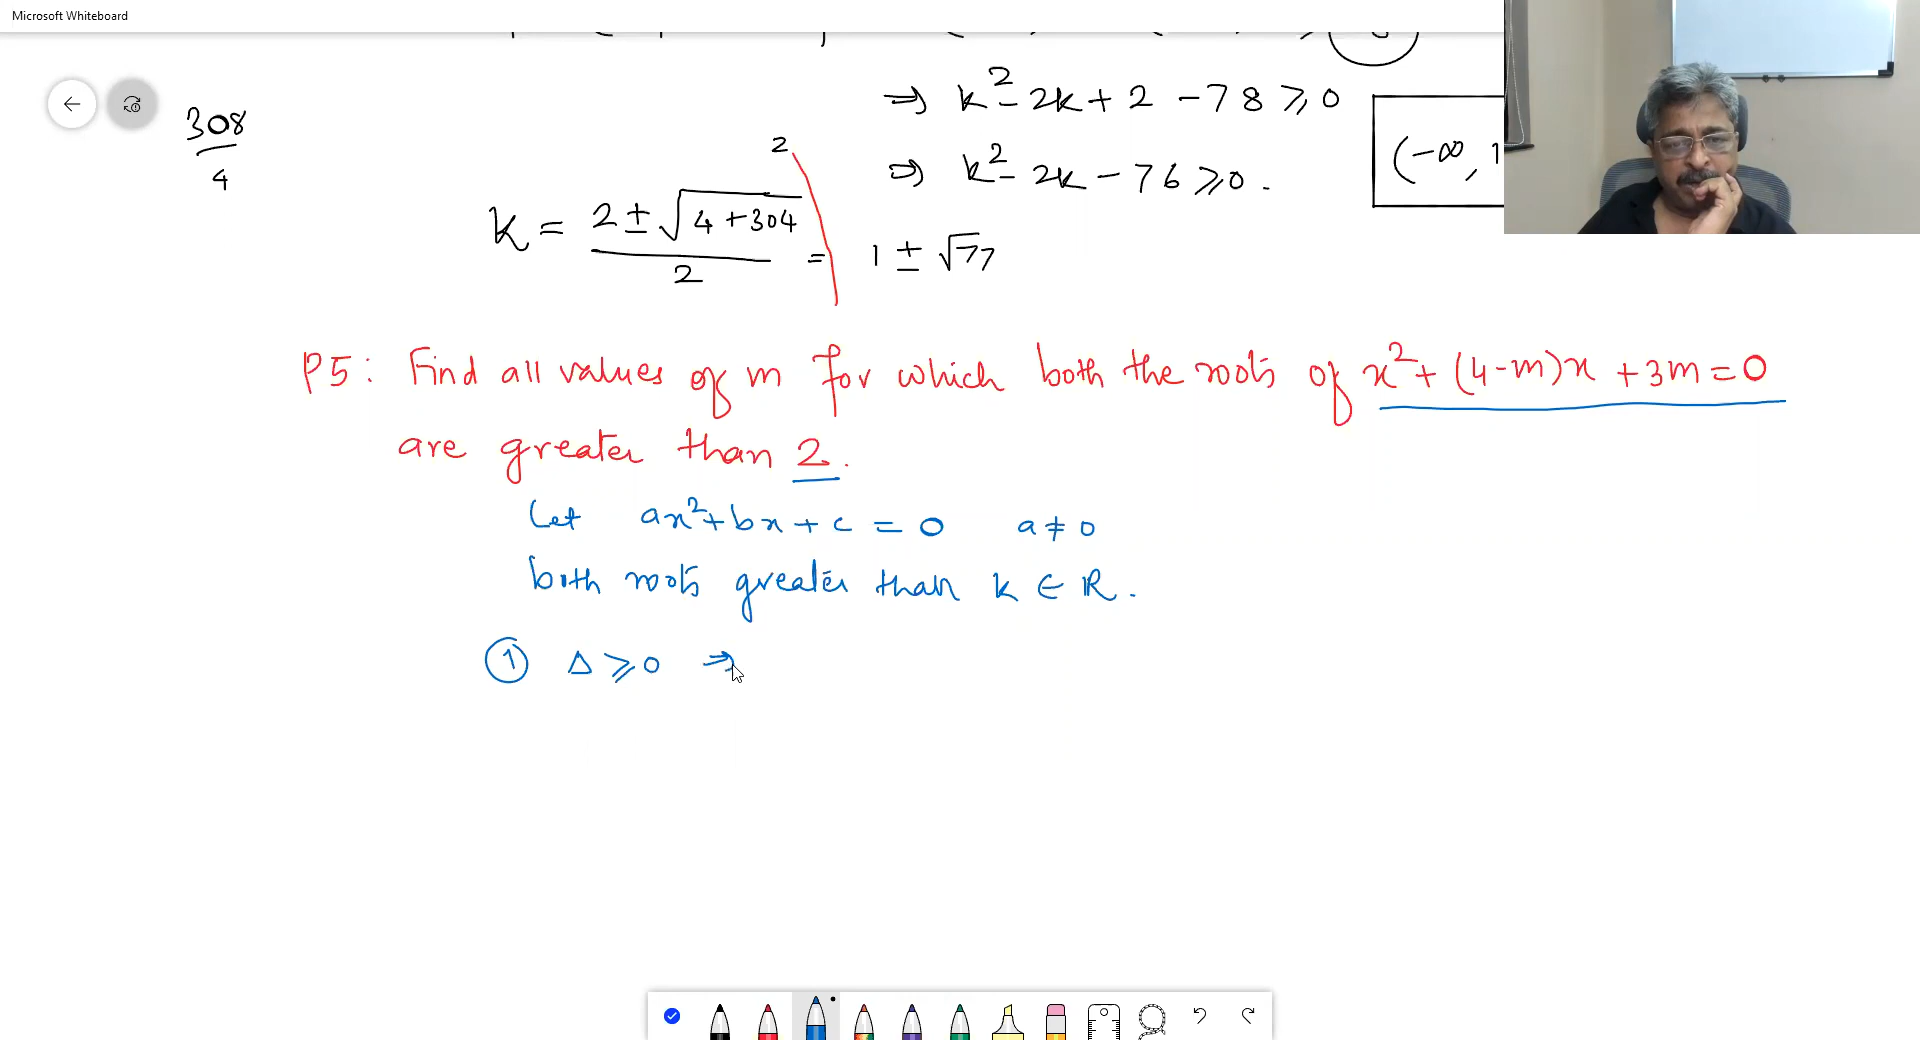 Microsoft Whiteboard
⇒ k² - 2k + 2 - 78 ≥ 0
308/4
2
⇒ k² - 2k - 76 ≥ 0 .
(-∞, 1
K = (2 ± √(4 + 304))/2 = 1 ± √77
P5 : Find all values of m for which both the roots of x² + (4-m)x + 3m = 0
are greater than 2 .
Let ax² + bx + c = 0 a ≠ 0
both roots greater than k ∈ ℝ .
① Δ ≥ 0 ⇒